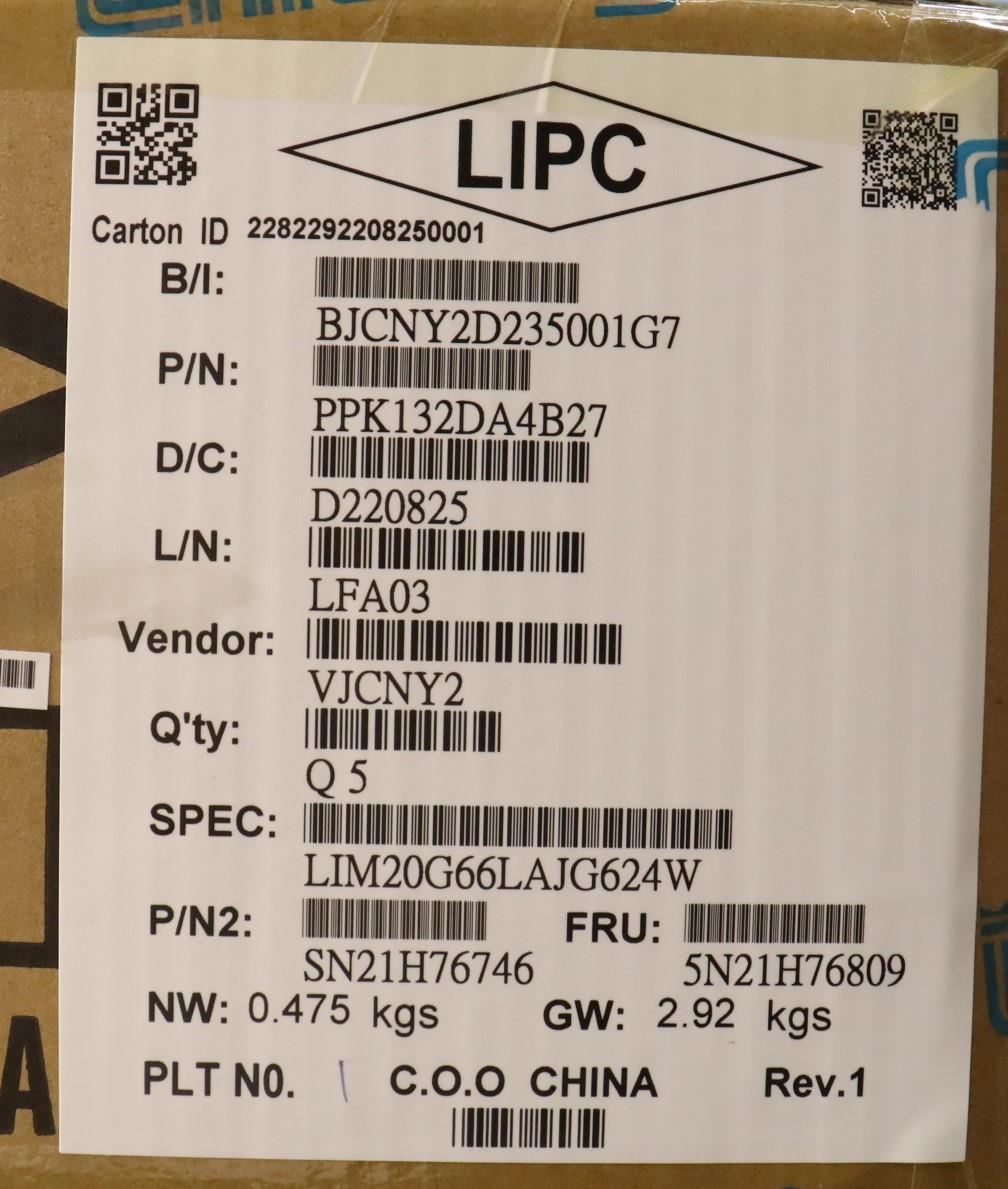 LIPC
Carton ID 2282292208250001
B/I:
BJCNY2D235001G7
P/N:
PPK132DA4B27
D/C:
D220825
L/N:
LFA03
Vendor:
VJCNY2
Q'ty:
Q 5
SPEC:
LIM20G66LAJG624W
P/N2: FRU:
SN21H76746 5N21H76809
NW: 0.475 kgs GW: 2.92 kgs
PLT N0. 1 C.O.O CHINA Rev.1
A